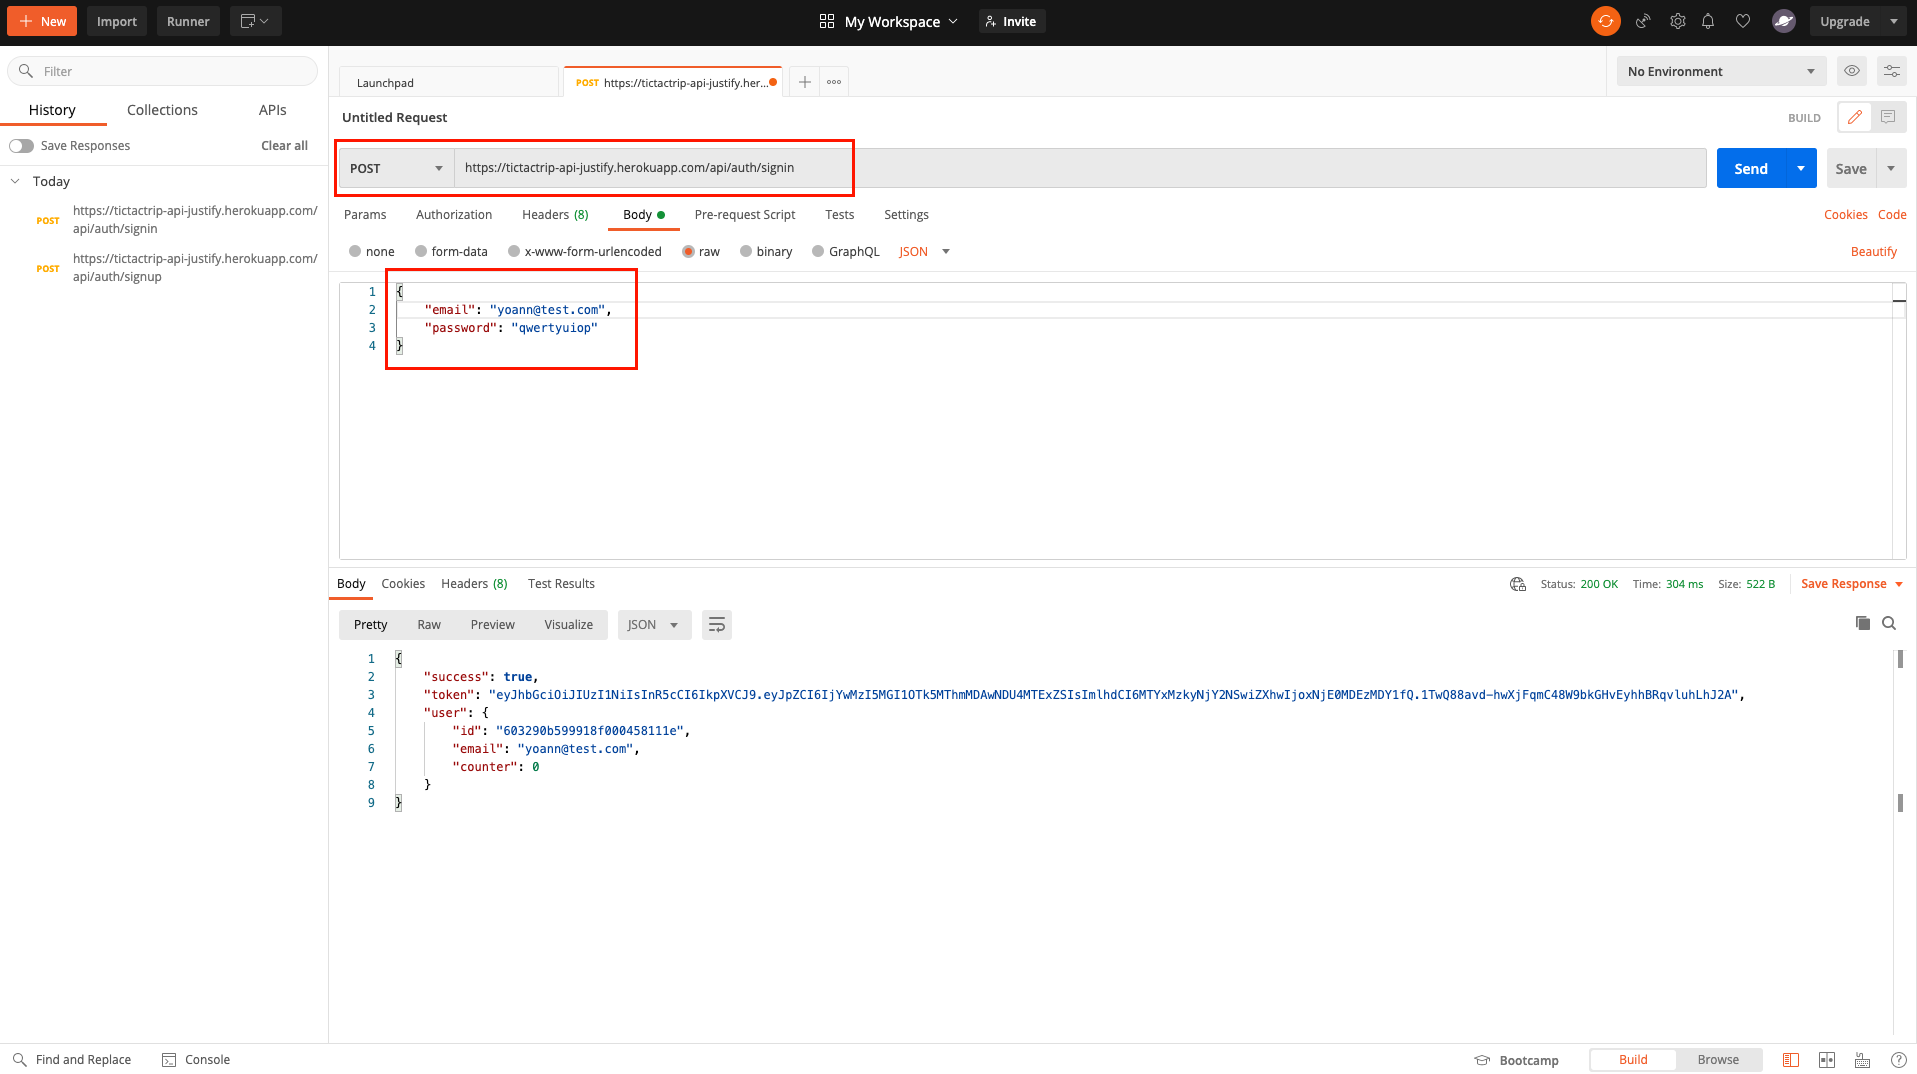 New
Import
Runner
My Workspace
Invite
Upgrade
Filter
History
Collections
APIs
Save Responses
Clear all
Today
POST
https://tictactrip-api-justify.herokuapp.com/
api/auth/signin
POST
https://tictactrip-api-justify.herokuapp.com/
api/auth/signup
Launchpad
POST https://tictactrip-api-justify.her...
No Environment
Untitled Request
BUILD
POST
https://tictactrip-api-justify.herokuapp.com/api/auth/signin
Send
Save
Params
Authorization
Headers (8)
Body
Pre-request Script
Tests
Settings
Cookies
Code
none
form-data
x-www-form-urlencoded
raw
binary
GraphQL
JSON
Beautify
1 {
2 "email": "yoann@test.com",
3 "password": "qwertyuiop"
4 }
Body
Cookies
Headers (8)
Test Results
Status: 200 OK
Time: 304 ms
Size: 522 B
Save Response
Pretty
Raw
Preview
Visualize
JSON
1 {
2 "success": true,
3 "token": "eyJhbGciOiJIUzI1NiIsInR5cCI6IkpXVCJ9.eyJpZCI6IjYwMzI5MGI1OTk5MThmMDAwNDU4MTExZSIsImlhdCI6MTYxMzkyNjY2NSwiZXhwIjoxNjE0MDEzMDY1fQ.1TwQ88avd-hwXjFqmC48W9bkGHvEyhhBRqvluhLhJ2A",
4 "user": {
5 "id": "603290b599918f000458111e",
6 "email": "yoann@test.com",
7 "counter": 0
8 }
9 }
Find and Replace
Console
Bootcamp
Build
Browse